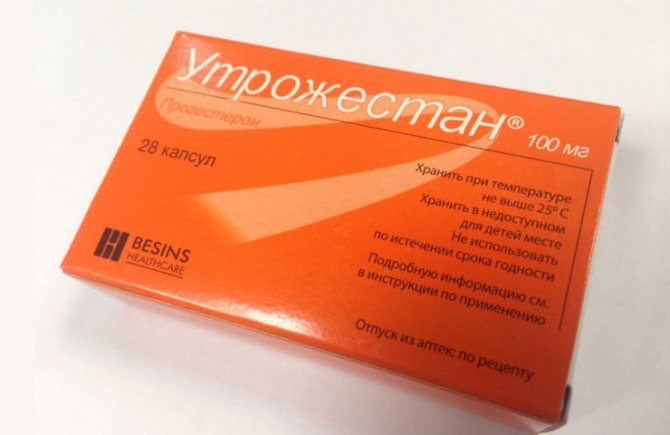 Утрожестан®
Прогестерон
100 мг
28 капсул
Хранить при температуре
не выше 25° С
Хранить в недоступном
для детей месте
Не использовать
по истечении срока годности
Подробную информацию см.
в инструкции по применению
BESINS
HEALTHCARE
Отпуск из аптек: по рецепту